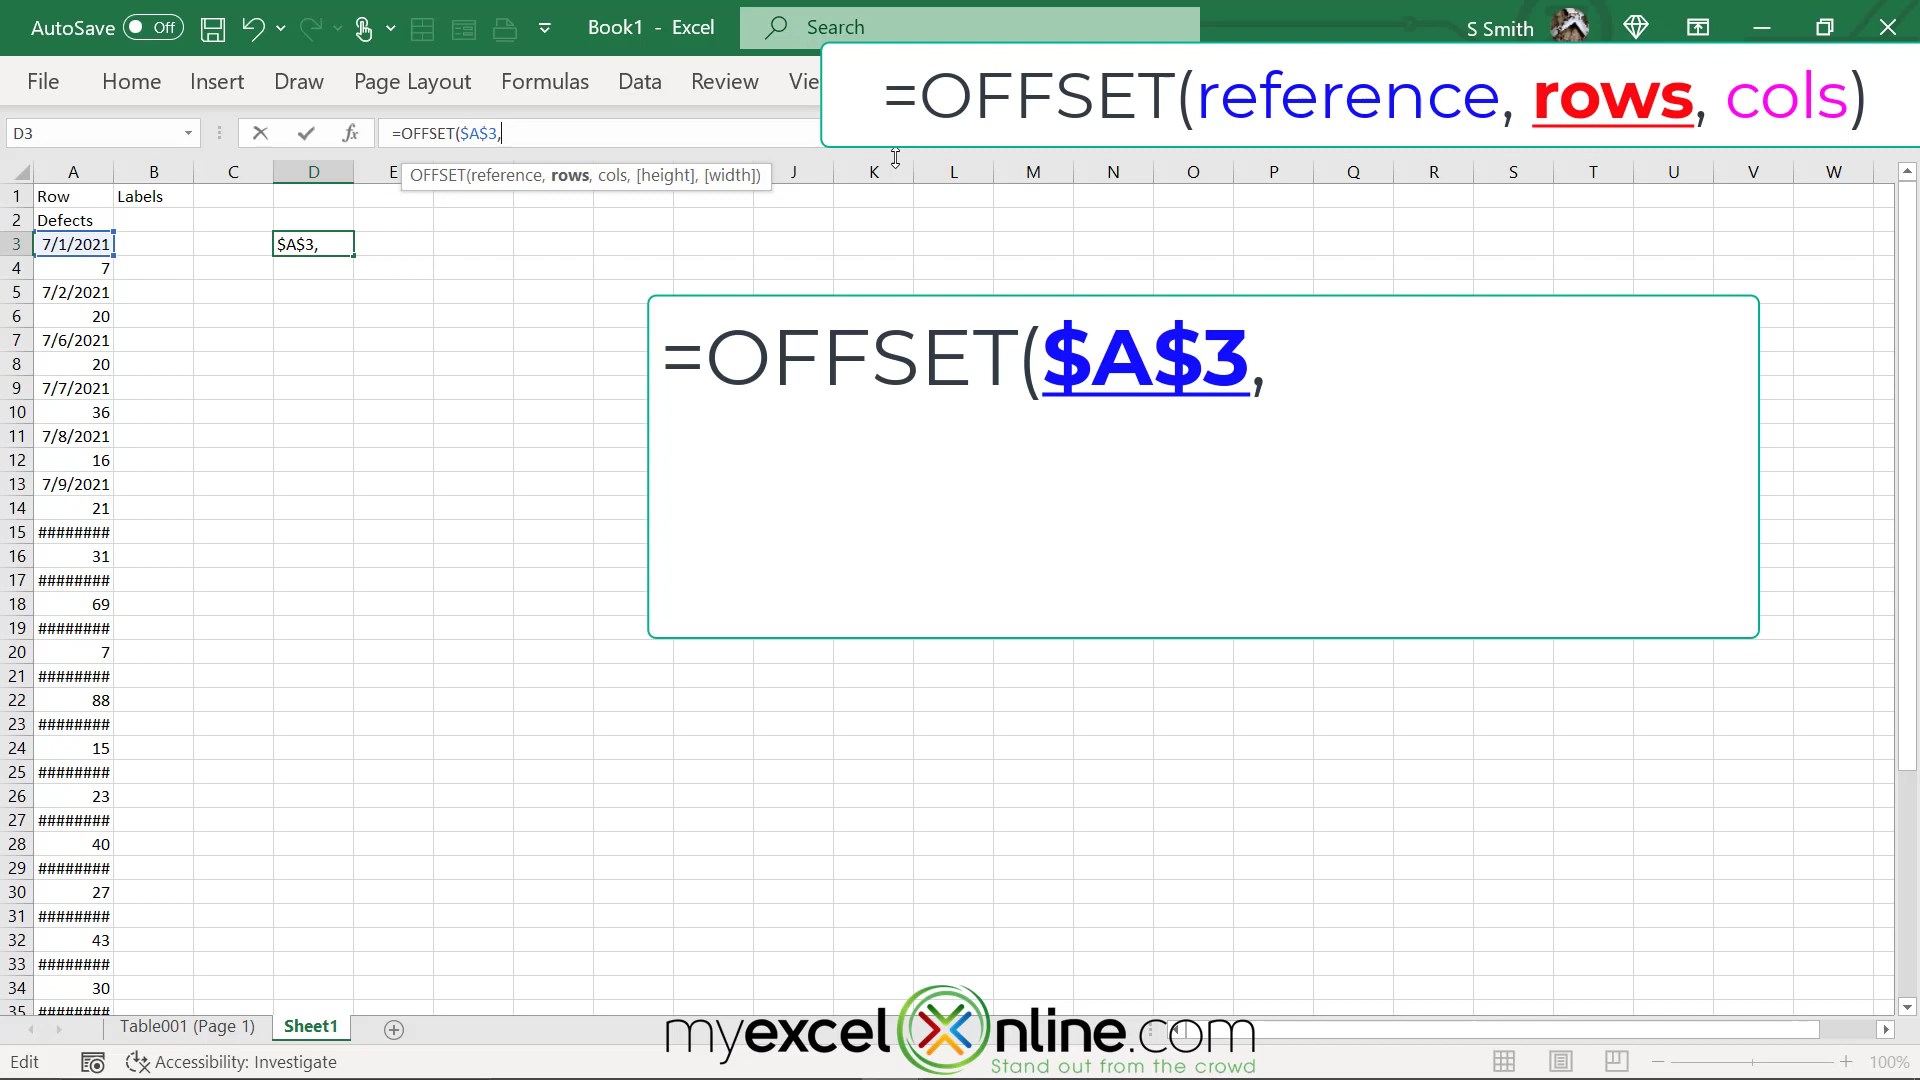 AutoSave Off Book1 - Excel Search S Smith
File Home Insert Draw Page Layout Formulas Data Review Vie
=OFFSET(reference, rows, cols)
D3 fx =OFFSET($A$3,
OFFSET(reference, rows, cols, [height], [width])
A B C D E J K L M N O P Q R S T U V W
1 Row Labels
2 Defects
3 7/1/2021 $A$3,
4 7
5 7/2/2021
6 20
7 7/6/2021
=OFFSET($A$3,
8 20
9 7/7/2021
10 36
11 7/8/2021
12 16
13 7/9/2021
14 21
15 ########
16 31
17 ########
18 69
19 ########
20 7
21 ########
22 88
23 ########
24 15
25 ########
26 23
27 ########
28 40
29 ########
30 27
31 ########
32 43
33 ########
34 30
35 ########
Table001 (Page 1) Sheet1
myexcelonline.com
Stand out from the crowd
Edit Accessibility: Investigate 100%